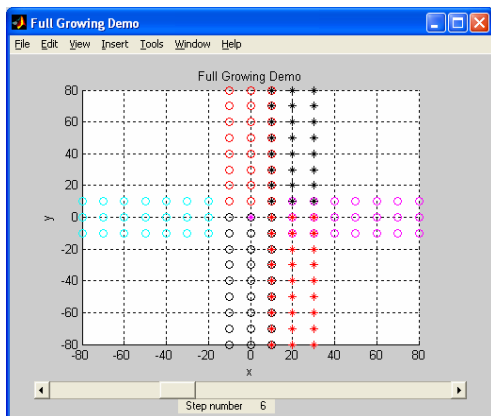 Full Growing Demo
File Edit View Insert Tools Window Help
Full Growing Demo
80
60
40
20
0
-20
-40
-60
-80
y
-80 -60 -40 -20 0 20 40 60 80
x
Step number 6